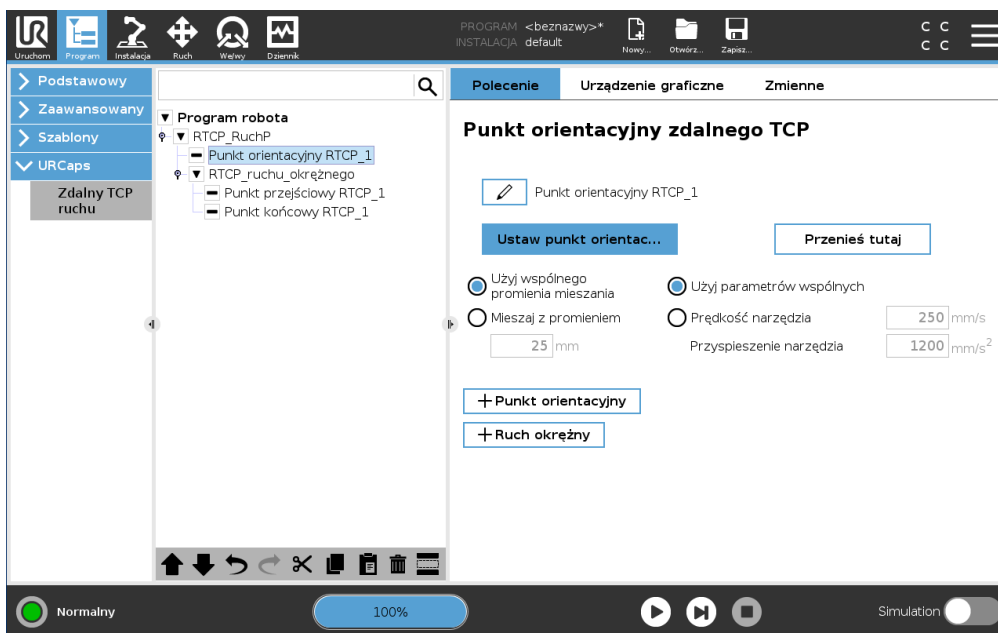 PROGRAM <beznazwy>*
INSTALACJA default
Uruchom Program Instalacja Ruch We/wy Dziennik Nowy... Otwórz... Zapisz...
C C
C C
Podstawowy
Zaawansowany
Szablony
URCaps
Zdalny TCP
ruchu
Program robota
RTCP_RuchP
Punkt orientacyjny RTCP_1
RTCP_ruchu_okrężnego
Punkt przejściowy RTCP_1
Punkt końcowy RTCP_1
Polecenie Urządzenie graficzne Zmienne
Punkt orientacyjny zdalnego TCP
Punkt orientacyjny RTCP_1
Ustaw punkt orientac... Przenieś tutaj
Użyj wspólnego
promienia mieszania
Użyj parametrów wspólnych
Mieszaj z promieniem
25 mm
Prędkość narzędzia 250 mm/s
Przyspieszenie narzędzia 1200 mm/s²
+ Punkt orientacyjny
+ Ruch okrężny
Normalny 100% Simulation